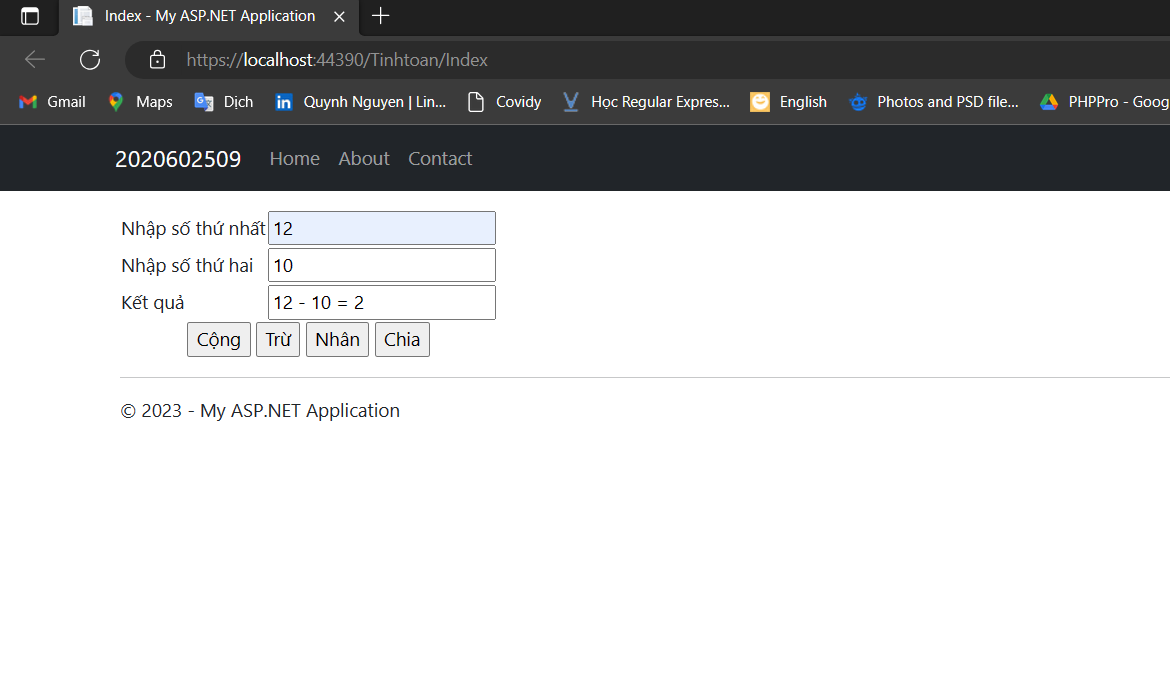 Index - My ASP.NET Application
https://localhost:44390/Tinhtoan/Index
Gmail Maps Dịch Quynh Nguyen | Lin... Covidy Học Regular Expres... English Photos and PSD file... PHPPro - Goog
2020602509 Home About Contact
Nhập số thứ nhất 12
Nhập số thứ hai 10
Kết quả 12 - 10 = 2
Cộng Trừ Nhân Chia
© 2023 - My ASP.NET Application